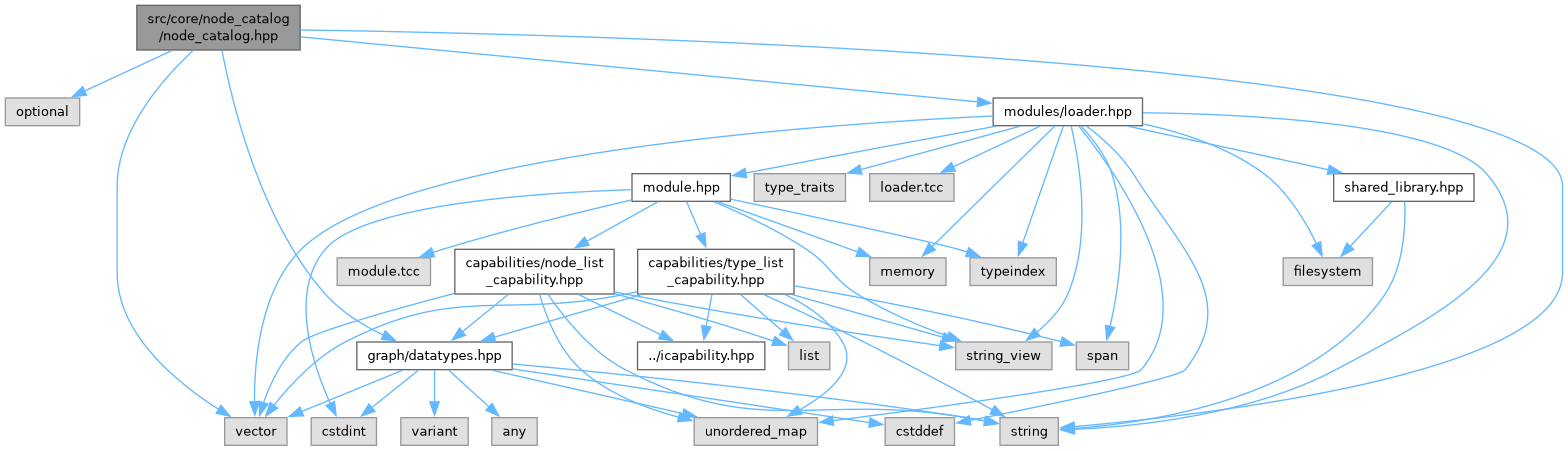 src/core/node_catalog
/node_catalog.hpp
optional
modules/loader.hpp
module.hpp
type_traits
loader.tcc
shared_library.hpp
module.tcc
capabilities/node_list
_capability.hpp
capabilities/type_list
_capability.hpp
memory
typeindex
filesystem
graph/datatypes.hpp
../icapability.hpp
list
string_view
span
vector
cstdint
variant
any
unordered_map
cstddef
string